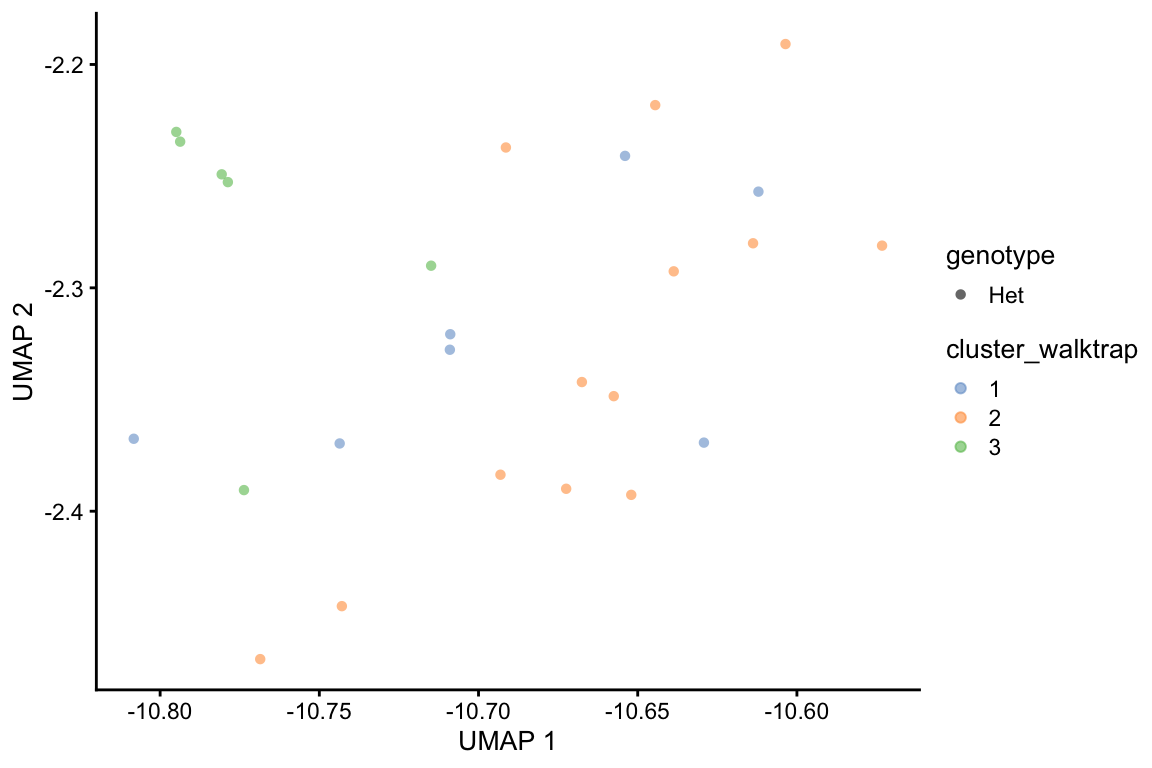 -2.2
-2.3
-2.4
UMAP 2
-10.80
-10.75
-10.70
-10.65
-10.60
UMAP 1
genotype
Het
cluster_walktrap
1
2
3